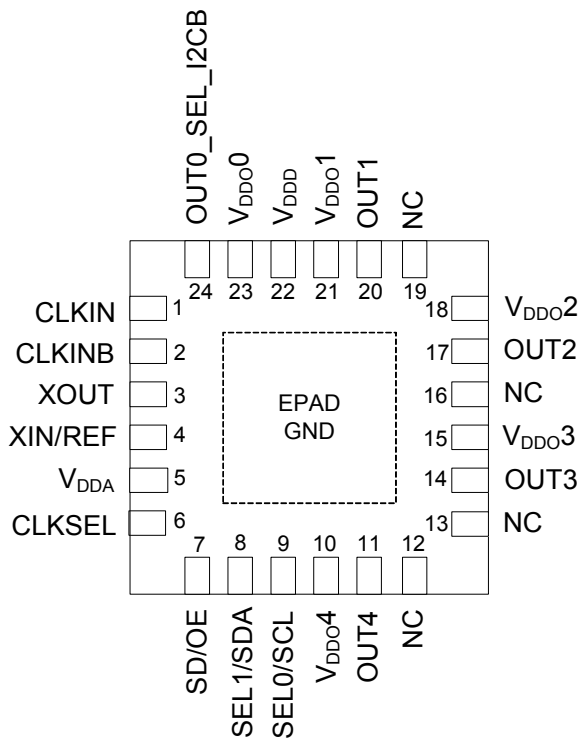 OUT0_SEL_I2CB
VDDO0
VDDD
VDDO1
OUT1
NC
24
23
22
21
20
19
CLKIN
1
CLKINB
2
XOUT
3
XIN/REF
4
VDDA
5
CLKSEL
6
EPAD
GND
18
VDDO2
17
OUT2
16
NC
15
VDDO3
14
OUT3
13
NC
7
8
9
10
11
12
SD/OE
SEL1/SDA
SEL0/SCL
VDDO4
OUT4
NC